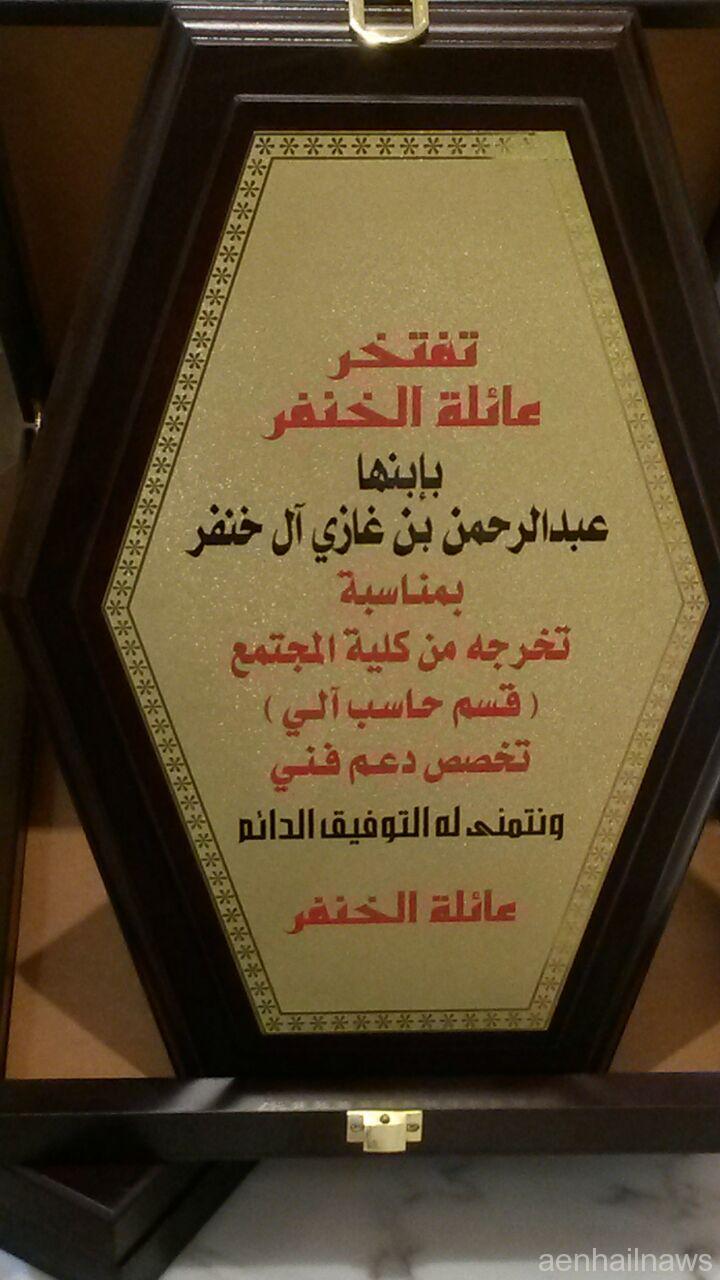 تفتخر
عائلة الخنفر
بإبنها
عبدالرحمن بن غازي آل خنفر
بمناسبة
تخرجه من كلية المجتمع
( قسم حاسب آلي )
تخصص دعم فني
ونتمنى له التوفيق الدائم
عائلة الخنفر
aenhailnaws